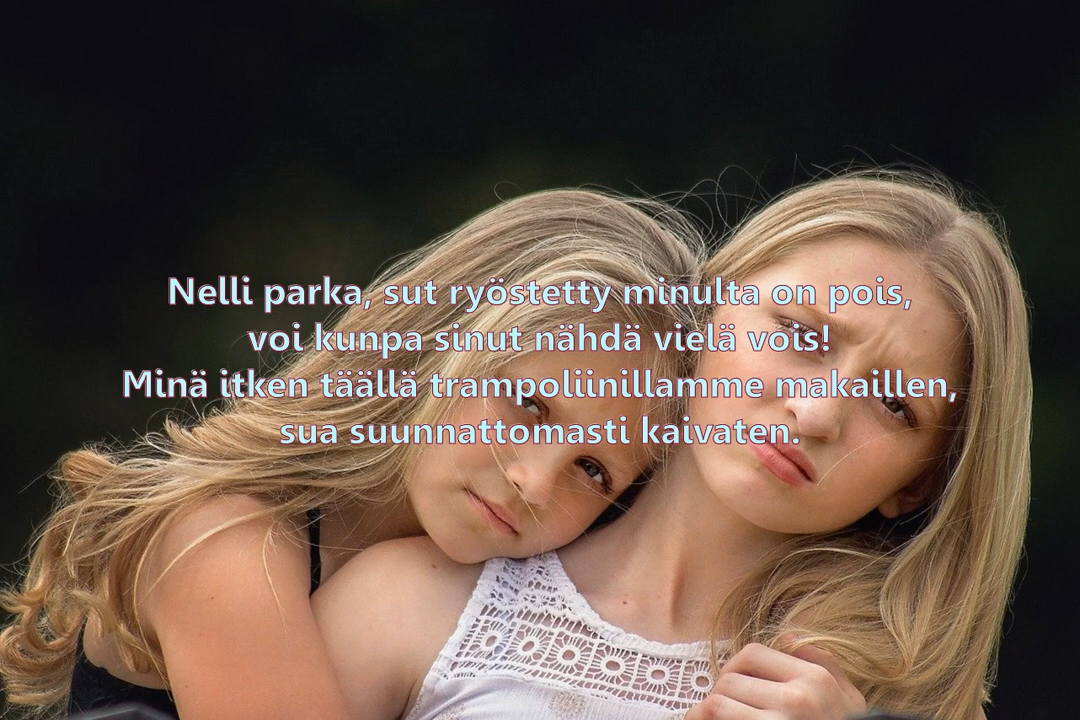 Nelli parka, sut ryöstetty minulta on pois,
voi kunpa sinut nähdä vielä vois!
Minä itken täällä trampoliinillamme makaillen,
sua suunnattomasti kaivaten.